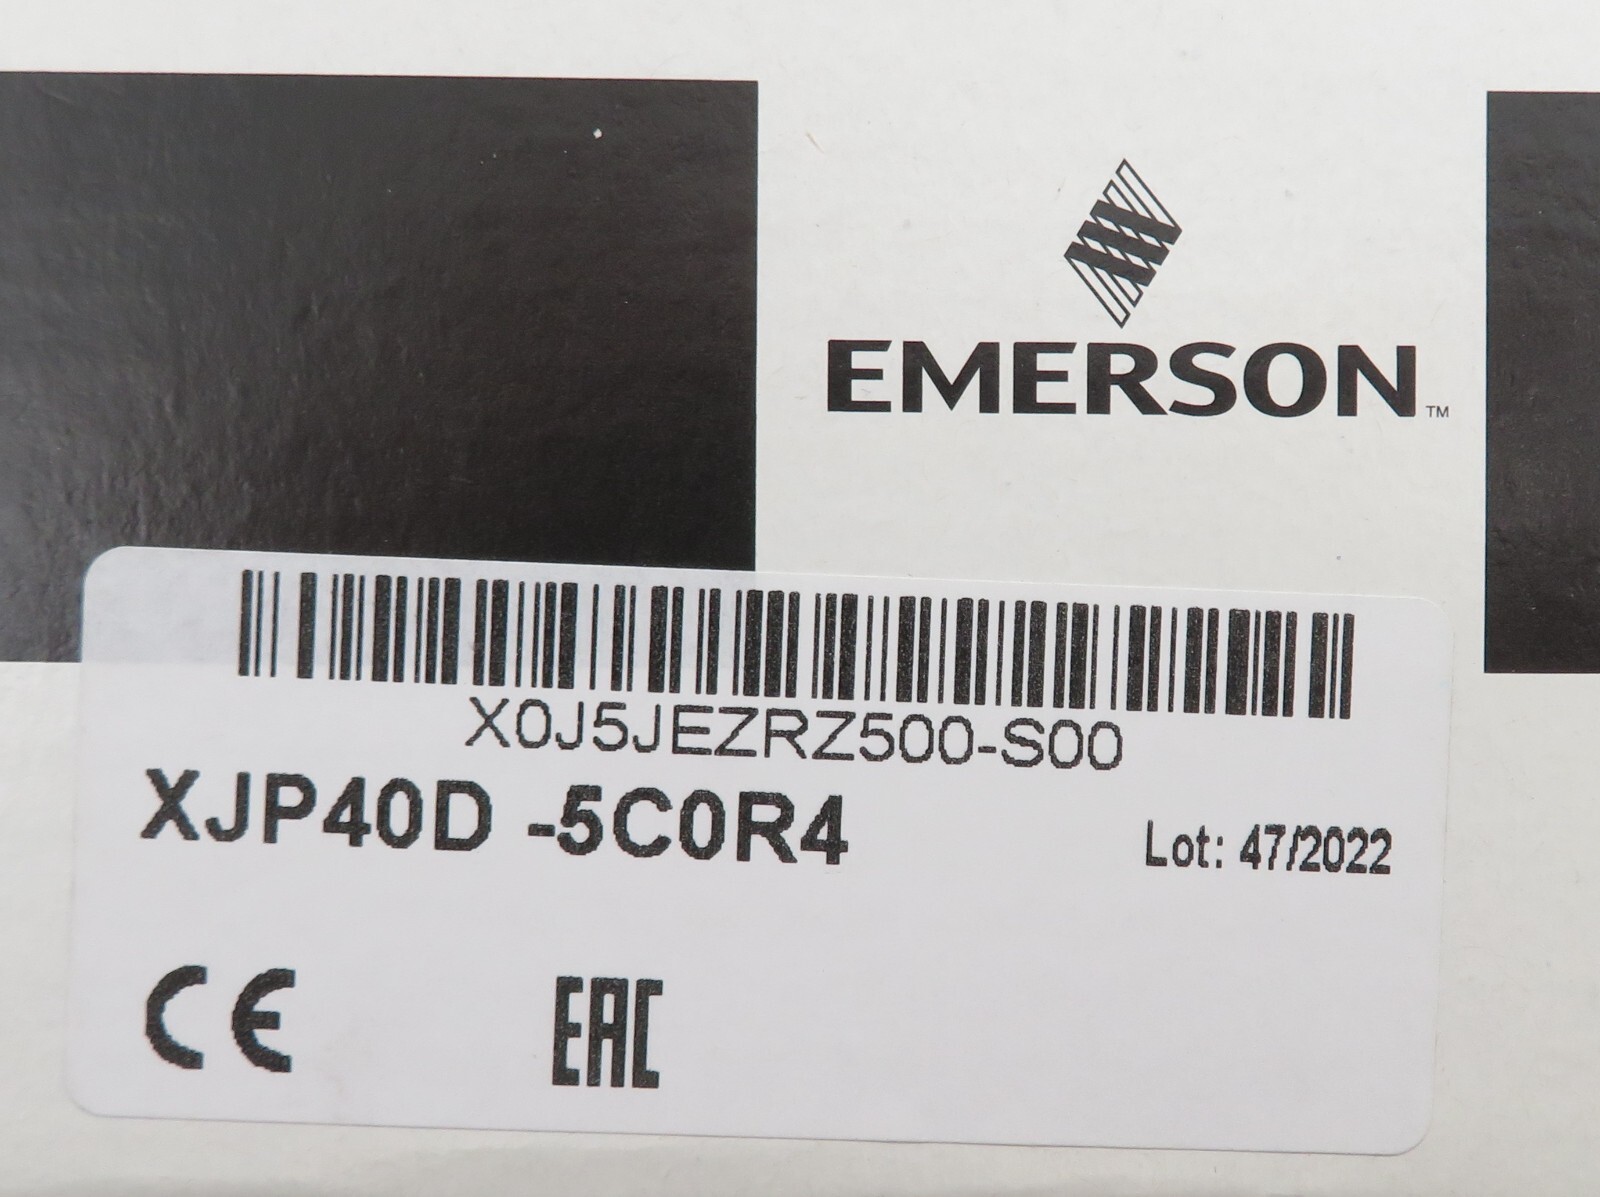 EMERSON™
X0J5JEZRZ500-S00
XJP40D -5C0R4
Lot: 47/2022
CE
EAC